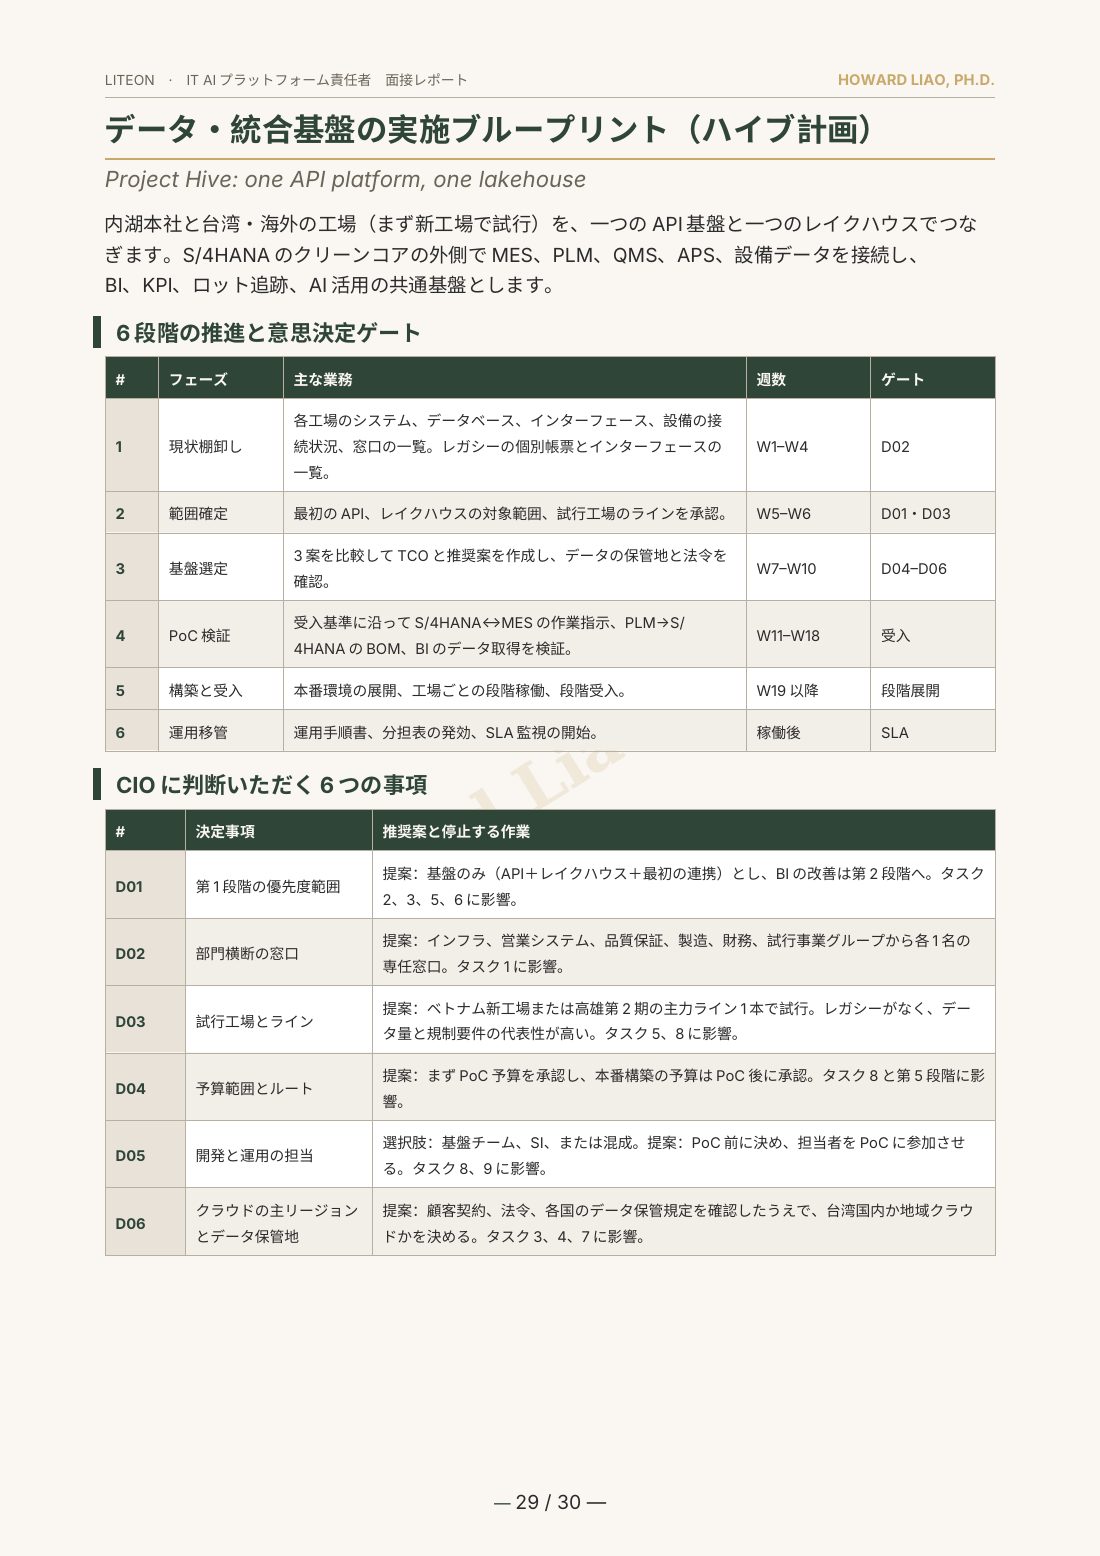 LITEON · IT AI プラットフォーム責任者 面接レポート
HOWARD LIAO, PH.D.
データ・統合基盤の実施ブループリント（ハイブ計画）
Project Hive: one API platform, one lakehouse
内湖本社と台湾・海外の工場（まず新工場で試行）を、一つの API 基盤と一つのレイクハウスでつな
ぎます。S/4HANA のクリーンコアの外側で MES、PLM、QMS、APS、設備データを接続し、
BI、KPI、ロット追跡、AI 活用の共通基盤とします。
6 段階の推進と意思決定ゲート
# フェーズ 主な業務 週数 ゲート
1 現状棚卸し 各工場のシステム、データベース、インターフェース、設備の接
続状況、窓口の一覧。レガシーの個別帳票とインターフェースの
一覧。 W1–W4 D02
2 範囲確定 最初の API、レイクハウスの対象範囲、試行工場のラインを承認。 W5–W6 D01・D03
3 基盤選定 3 案を比較して TCO と推奨案を作成し、データの保管地と法令を
確認。 W7–W10 D04–D06
4 PoC 検証 受入基準に沿って S/4HANA↔MES の作業指示、PLM→S/
4HANA の BOM、BI のデータ取得を検証。 W11–W18 受入
5 構築と受入 本番環境の展開、工場ごとの段階稼働、段階受入。 W19 以降 段階展開
6 運用移管 運用手順書、分担表の発効、SLA 監視の開始。 稼働後 SLA
CIO に判断いただく 6 つの事項
# 決定事項 推奨案と停止する作業
D01 第 1 段階の優先度範囲 提案：基盤のみ（API＋レイクハウス＋最初の連携）とし、BI の改善は第 2 段階へ。タスク
2、3、5、6 に影響。
D02 部門横断の窓口 提案：インフラ、営業システム、品質保証、製造、財務、試行事業グループから各 1 名の
専任窓口。タスク 1 に影響。
D03 試行工場とライン 提案：ベトナム新工場または高雄第 2 期の主力ライン 1 本で試行。レガシーがなく、デー
タ量と規制要件の代表性が高い。タスク 5、8 に影響。
D04 予算範囲とルート 提案：まず PoC 予算を承認し、本番構築の予算は PoC 後に承認。タスク 8 と第 5 段階に影
響。
D05 開発と運用の担当 選択肢：基盤チーム、SI、または混成。提案：PoC 前に決め、担当者を PoC に参加させ
る。タスク 8、9 に影響。
D06 クラウドの主リージョン
とデータ保管地 提案：顧客契約、法令、各国のデータ保管規定を確認したうえで、台湾国内か地域クラウ
ドかを決める。タスク 3、4、7 に影響。
— 29 / 30 —